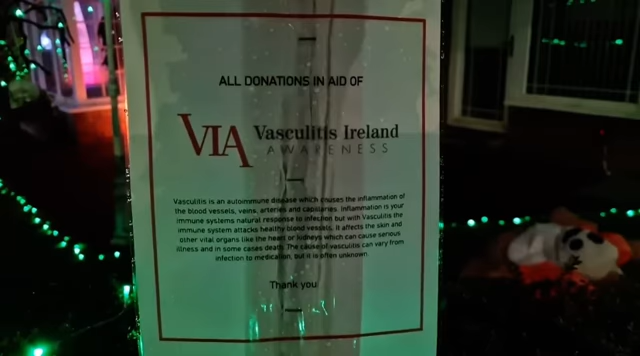 ALL DONATIONS IN AID OF
VIA Vasculitis Ireland
AWARENESS
Vasculitis is an autoimmune disease which causes the inflammation of
the blood vessels, veins, arteries and capillaries. Inflammation is your
immune systems natural response to infection but with Vasculitis the
immune system attacks healthy blood vessels. It affects the skin and
other vital organs like the heart or kidneys which can cause serious
illness and in some cases death. The cause of vasculitis can vary from
infection to medication, but it is often unknown.
Thank you